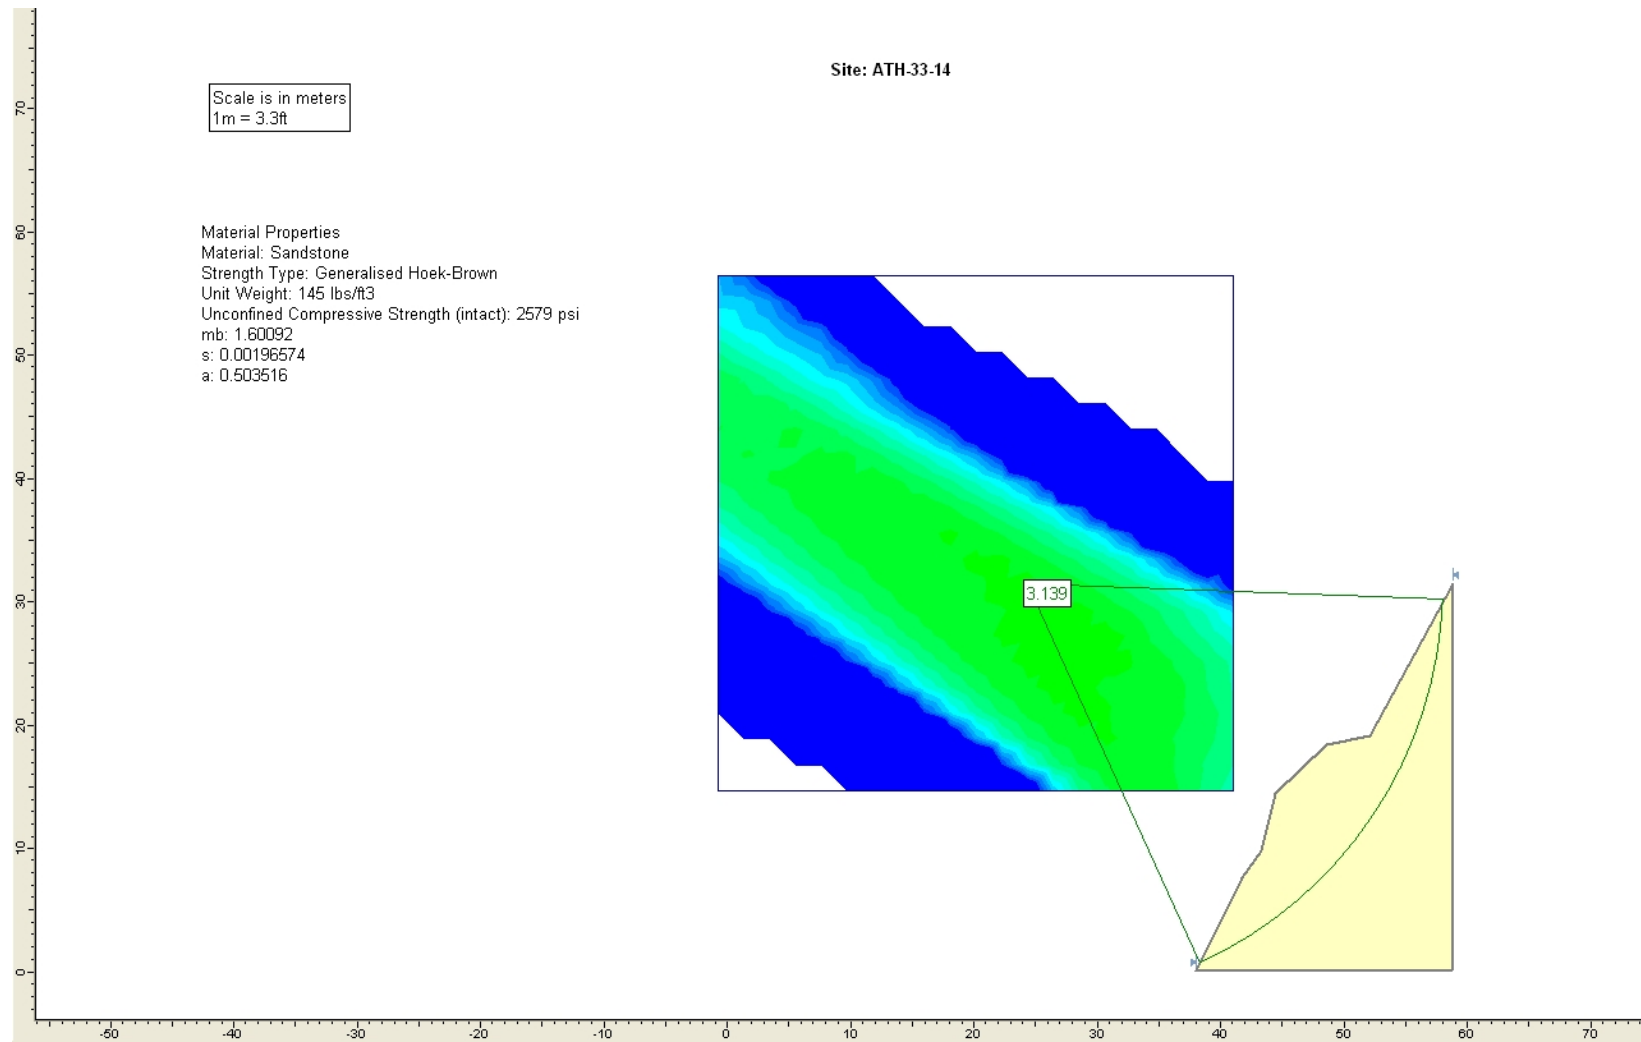 Site: ATH-33-14
Scale is in meters
1m = 3.3ft
Material Properties
Material: Sandstone
Strength Type: Generalised Hoek-Brown
Unit Weight: 145 lbs/ft3
Unconfined Compressive Strength (intact): 2579 psi
mb: 1.60092
s: 0.00196574
a: 0.503516
3.139
70
60
50
40
30
20
10
0
-50 -40 -30 -20 -10 0 10 20 30 40 50 60 70